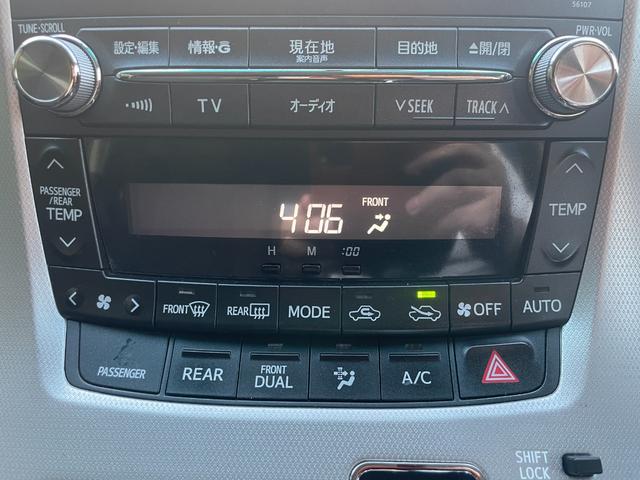 56107
TUNE·SCROLL
PWR·VOL
設定・編集 情報・G 現在地 目的地 ▲開/閉
案内音声
TV オーディオ ∨SEEK TRACK∧
PASSENGER
/REAR
TEMP
FRONT
4:06
TEMP
H M :00
FRONT REAR MODE OFF AUTO
PASSENGER
REAR
FRONT
DUAL
A/C
SHIFT
LOCK